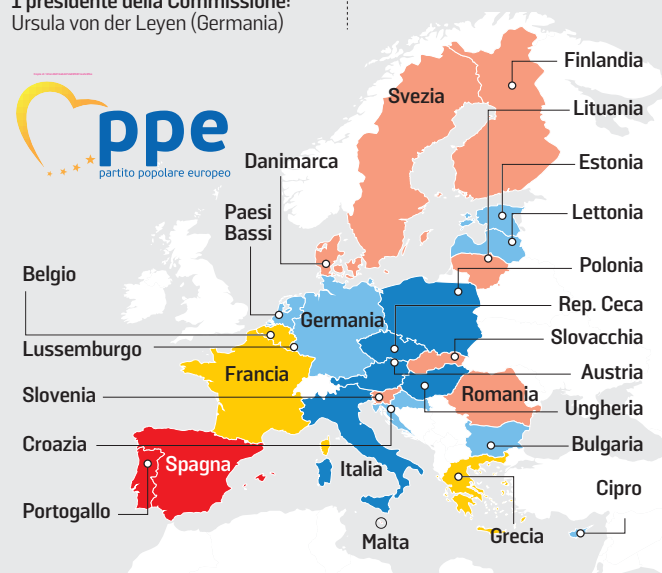 1 presidente della Commissione:
Ursula von der Leyen (Germania)
ppe
partito popolare europeo
Finlandia
Svezia
Lituania
Danimarca
Estonia
Paesi
Bassi
Lettonia
Belgio
Polonia
Rep. Ceca
Germania
Slovacchia
Lussemburgo
Francia
Austria
Slovenia
Romania
Ungheria
Croazia
Bulgaria
Spagna
Italia
Cipro
Portogallo
Malta
Grecia